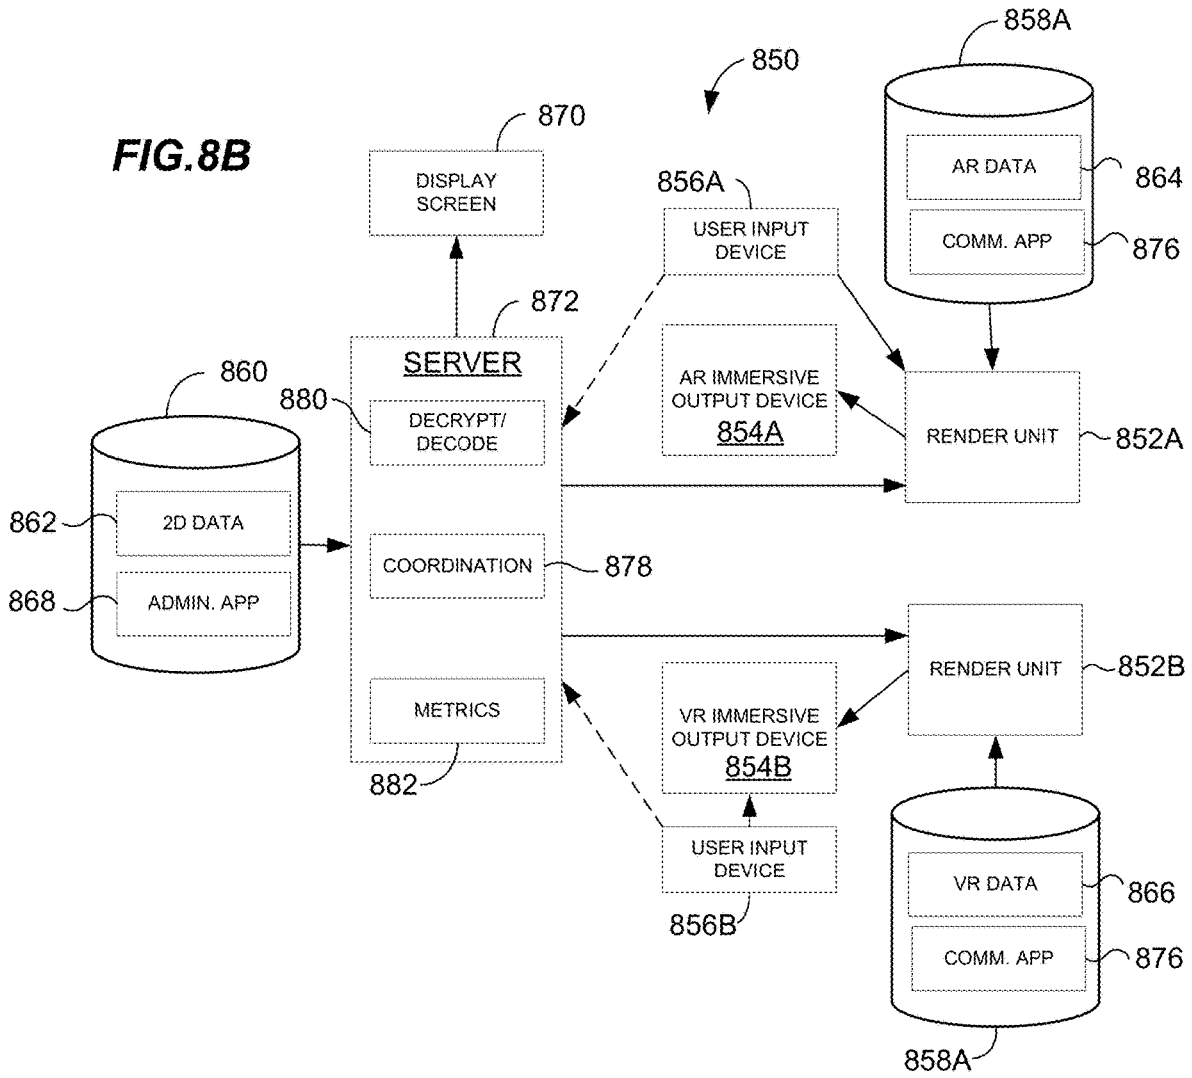 858A
850
FIG.8B
870
DISPLAY
SCREEN
856A
USER INPUT
DEVICE
AR DATA
864
COMM. APP
876
872
SERVER
860
880
DECRYPT/
DECODE
AR IMMERSIVE
OUTPUT DEVICE
854A
RENDER UNIT
852A
862
2D DATA
868
ADMIN. APP
COORDINATION
878
METRICS
882
VR IMMERSIVE
OUTPUT DEVICE
854B
RENDER UNIT
852B
USER INPUT
DEVICE
856B
VR DATA
866
COMM. APP
876
858A